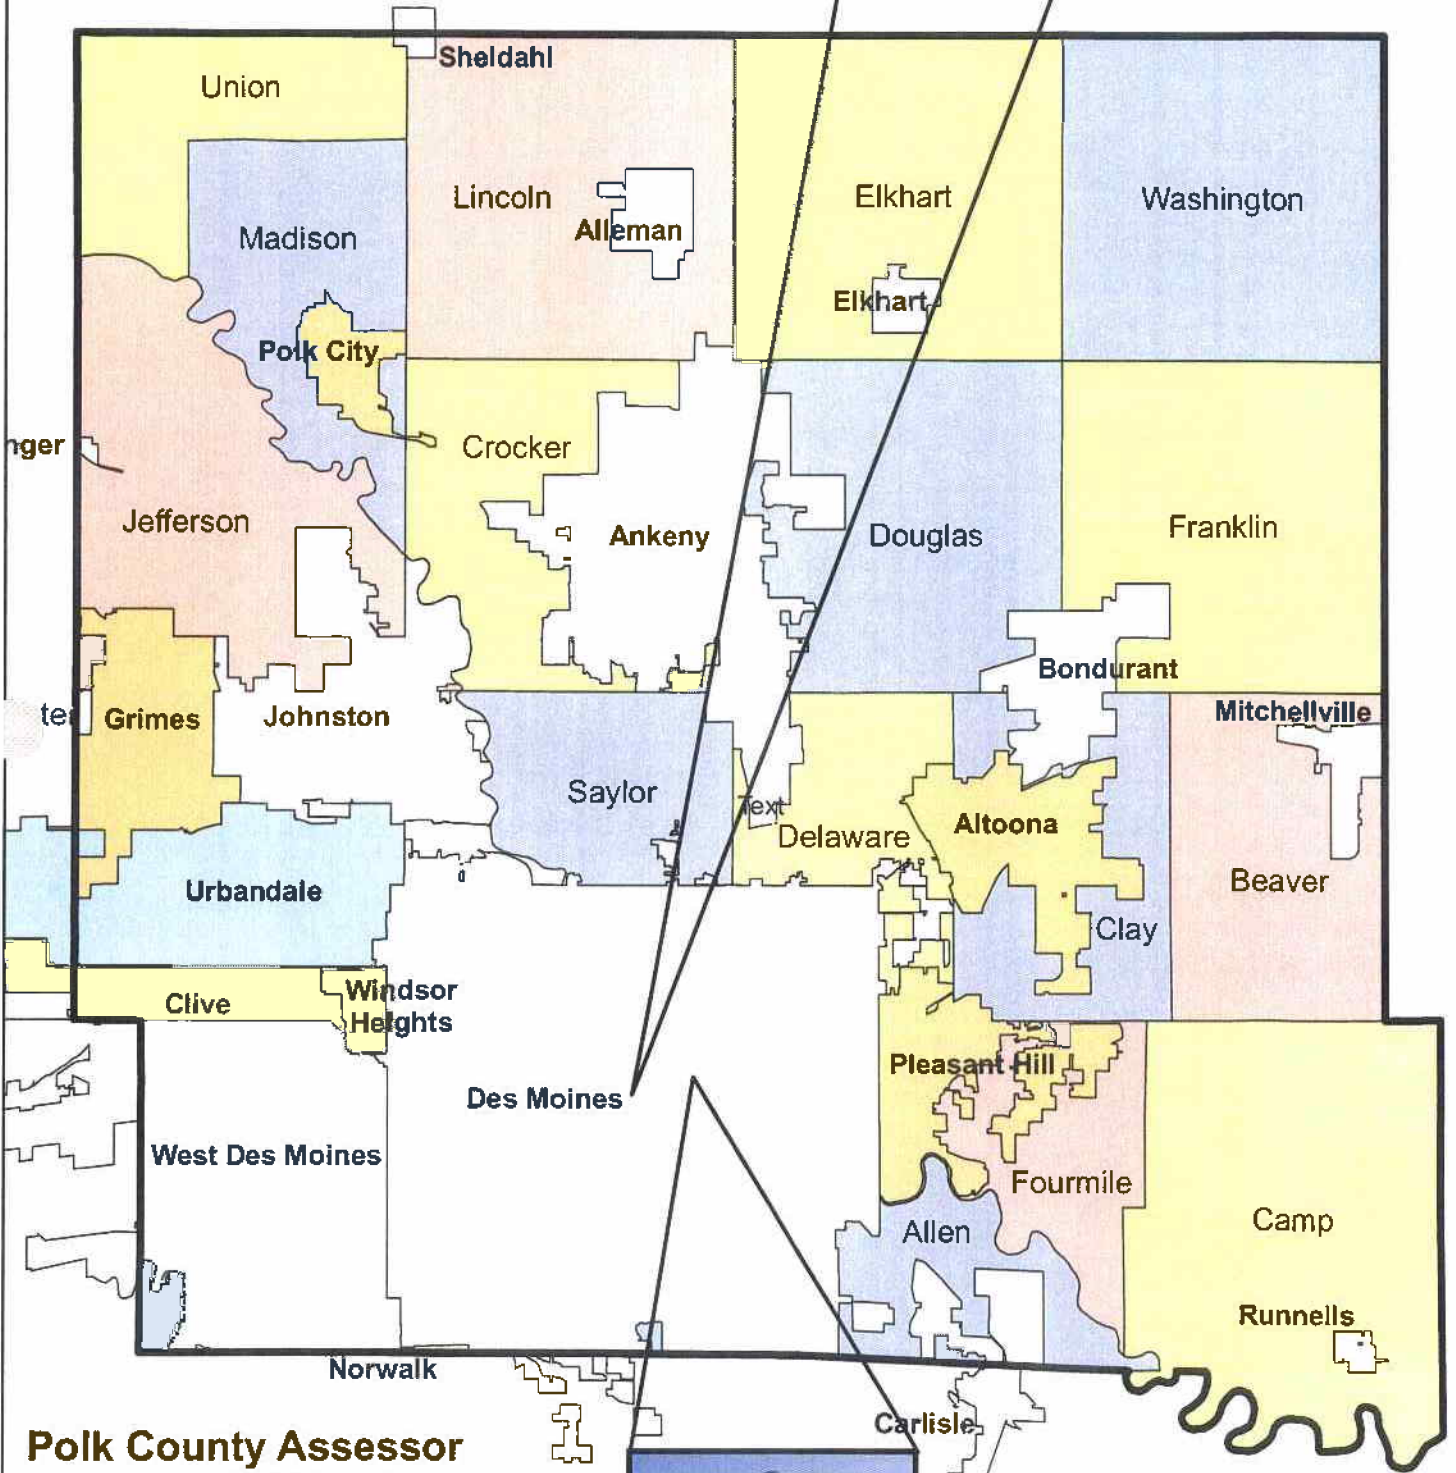 Sheldahl
Union
Lincoln
Elkhart
Washington
Alleman
Madison
Elkhart
Polk City
nger
Crocker
Jefferson
Ankeny
Douglas
Franklin
Bondurant
Mitchellville
ter
Grimes
Johnston
Saylor
Text
Delaware
Altoona
Urbandale
Beaver
Clay
Clive
Windsor
Heights
Pleasant Hill
Des Moines
West Des Moines
Fourmile
Allen
Camp
Runnells
Norwalk
Carlisle
Polk County Assessor